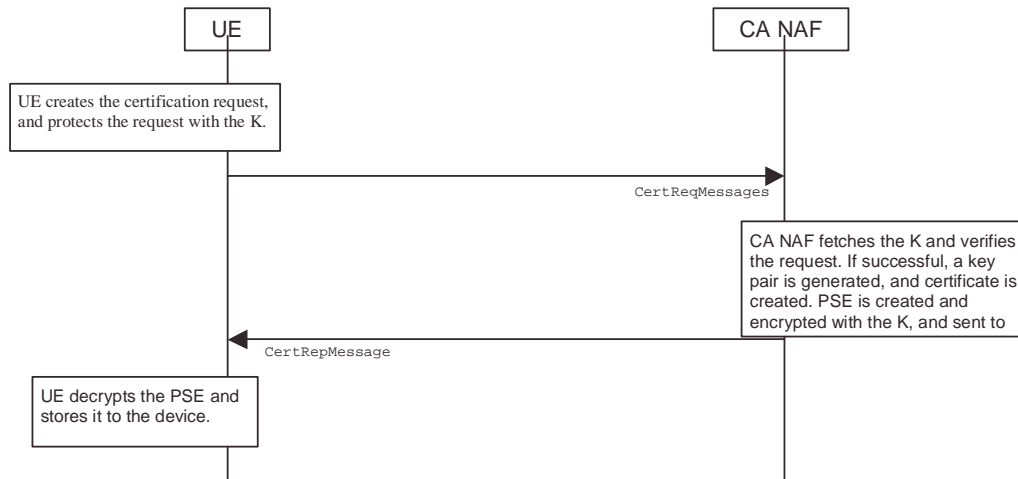 UE
CA NAF
UE creates the certification request,
and protects the request with the K.
CertReqMessages
CA NAF fetches the K and verifies
the request. If successful, a key
pair is generated, and certificate is
created. PSE is created and
encrypted with the K, and sent to
CertRepMessage
UE decrypts the PSE and
stores it to the device.